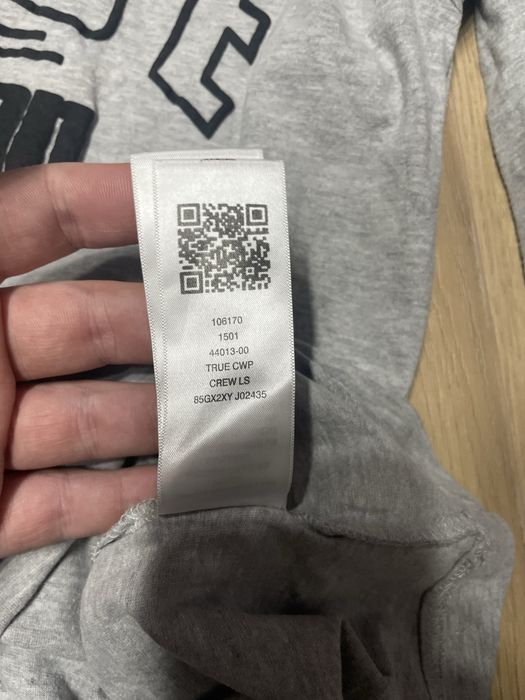 106170
1501
44013-00
TRUE CWP
CREW LS
85GX2XY J02435